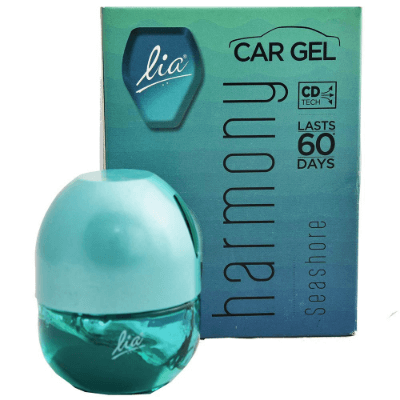 lia®
CAR GEL
CD
TECH
LASTS
60
DAYS
harmony
seashore
lia